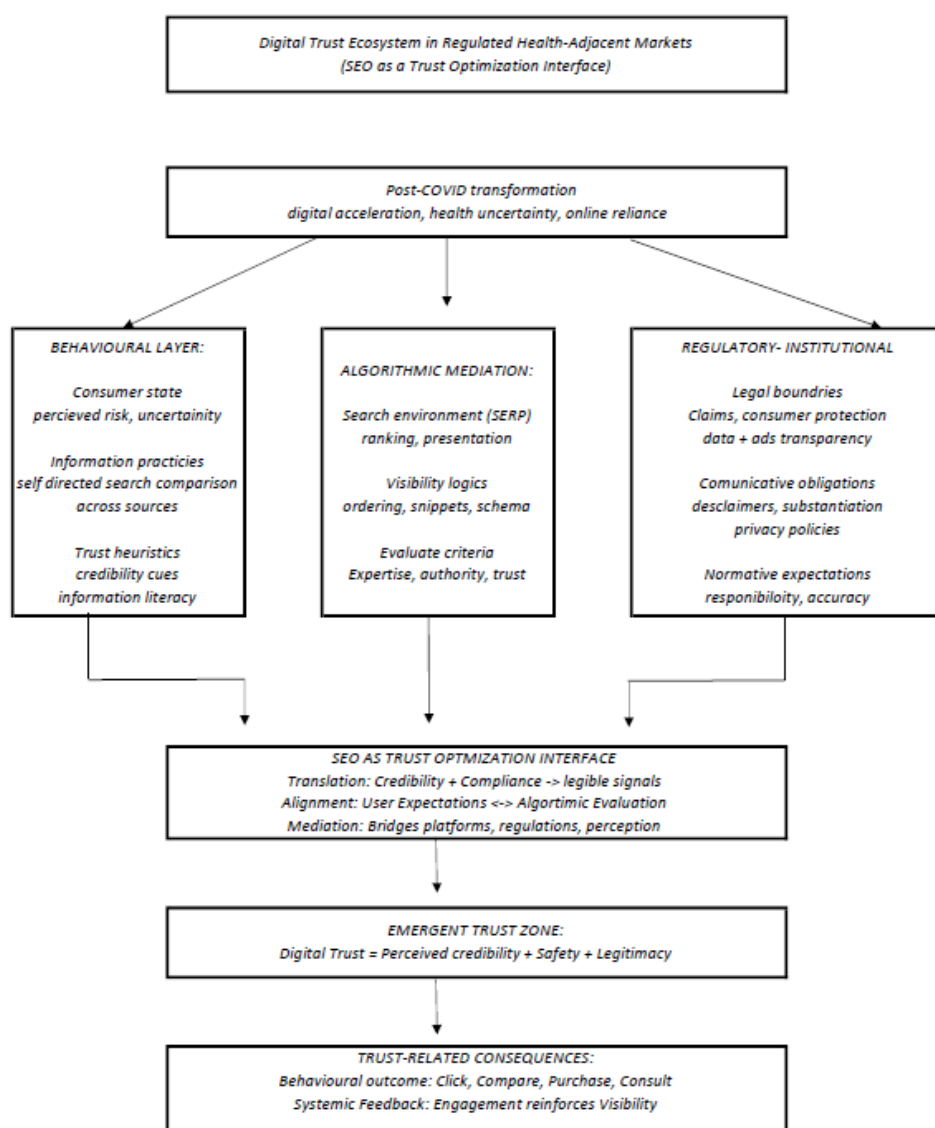 Digital Trust Ecosystem in Regulated Health-Adjacent Markets
(SEO as a Trust Optimization Interface)
Post-COVID transformation
digital acceleration, health uncertainty, online reliance
BEHAVIOURAL LAYER:
Consumer state
percieved risk, uncertainity
Information practicies
self directed search comparison
across sources
Trust heuristics
credibility cues
information literacy
ALGORITHMIC MEDIATION:
Search environment (SERP)
ranking, presentation
Visibility logics
ordering, snippets, schema
Evaluate criteria
Expertise, authority, trust
REGULATORY- INSTITUTIONAL
Legal boundries
Claims, consumer protection
data + ads transparency
Comunicative obligations
desclaimers, substantiation
privacy policies
Normative expectations
responibiloity, accuracy
SEO AS TRUST OPTMIZATION INTERFACE
Translation: Credibility + Compliance -> legible signals
Alignment: User Expectations <-> Algortimic Evaluation
Mediation: Bridges platforms, regulations, perception
EMERGENT TRUST ZONE:
Digital Trust = Perceived credibility + Safety + Legitimacy
TRUST-RELATED CONSEQUENCES:
Behavioural outcome: Click, Compare, Purchase, Consult
Systemic Feedback: Engagement reinforces Visibility